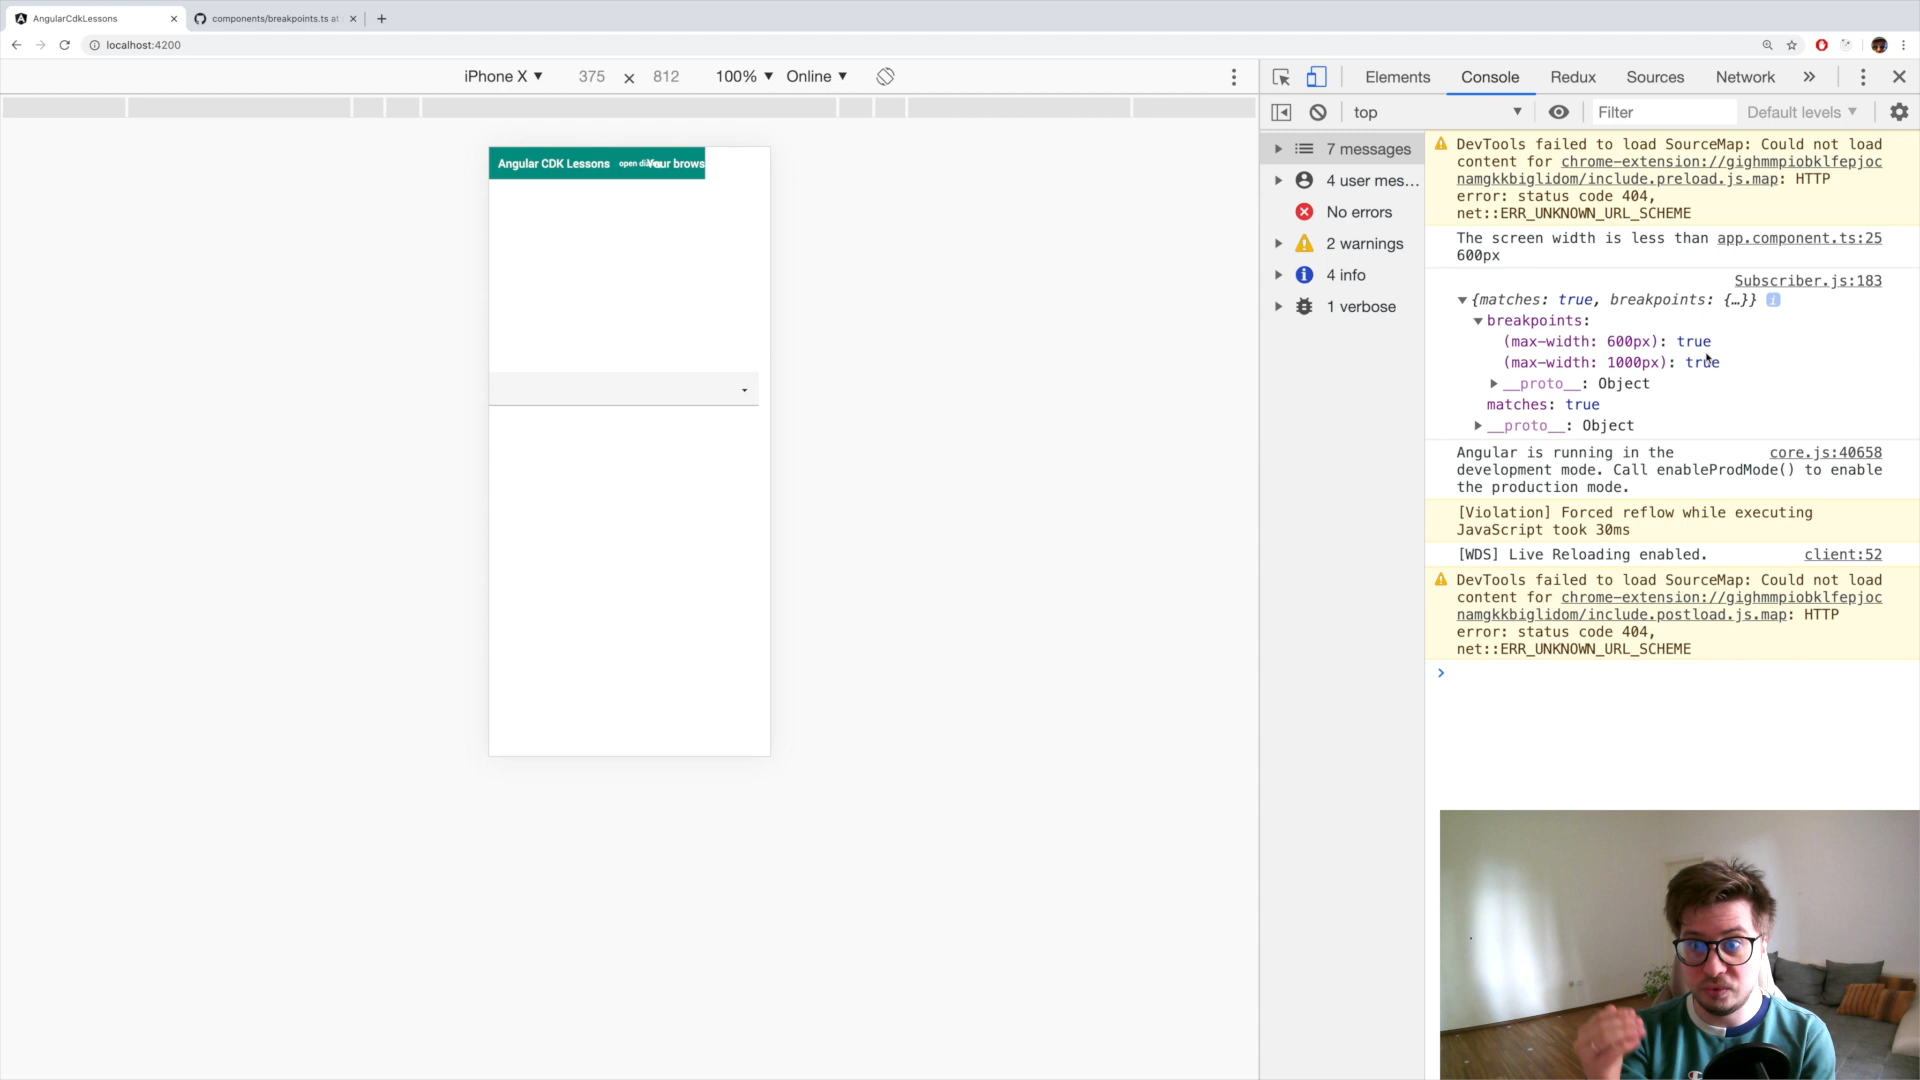 AngularCdkLessons
components/breakpoints.ts at
localhost:4200
iPhone X ▼ 375 × 812 100% ▼ Online ▼
Elements Console Redux Sources Network »
top ▼ Filter Default levels ▼
Angular CDK Lessons
Your brows
7 messages
4 user mes...
No errors
2 warnings
4 info
1 verbose
DevTools failed to load SourceMap: Could not load
content for chrome-extension://gighmmpiobklfepjoc
namgkkbiglidom/include.preload.js.map: HTTP
error: status code 404,
net::ERR_UNKNOWN_URL_SCHEME
The screen width is less than app.component.ts:25
600px
Subscriber.js:183
{matches: true, breakpoints: {…}}
breakpoints:
(max-width: 600px): true
(max-width: 1000px): true
__proto__: Object
matches: true
__proto__: Object
Angular is running in the core.js:40658
development mode. Call enableProdMode() to enable
the production mode.
[Violation] Forced reflow while executing
JavaScript took 30ms
[WDS] Live Reloading enabled. client:52
DevTools failed to load SourceMap: Could not load
content for chrome-extension://gighmmpiobklfepjoc
namgkkbiglidom/include.postload.js.map: HTTP
error: status code 404,
net::ERR_UNKNOWN_URL_SCHEME